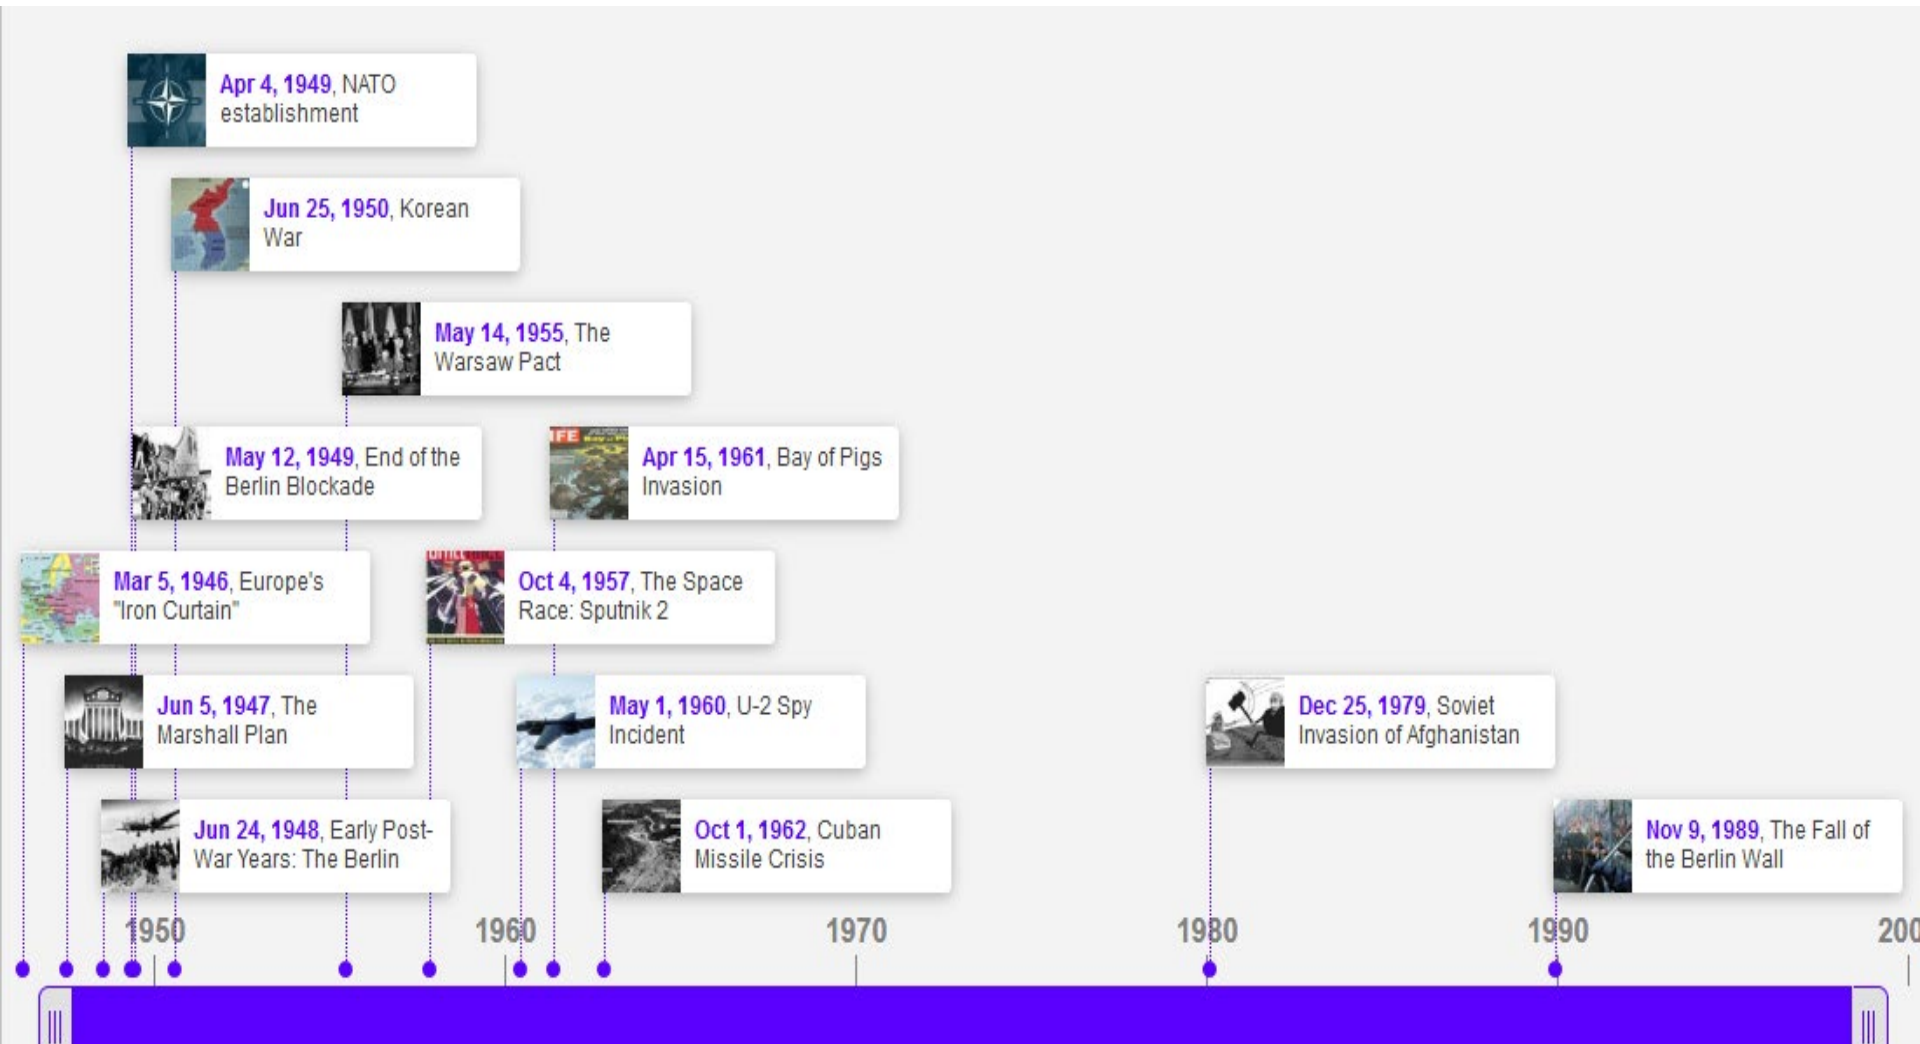 Apr 4, 1949, NATO
establishment
Jun 25, 1950, Korean
War
May 14, 1955, The
Warsaw Pact
May 12, 1949, End of the
Berlin Blockade
IFE
Apr 15, 1961, Bay of Pigs
Invasion
Mar 5, 1946, Europe's
"Iron Curtain"
Oct 4, 1957, The Space
Race: Sputnik 2
Jun 5, 1947, The
Marshall Plan
May 1, 1960, U-2 Spy
Incident
Dec 25, 1979, Soviet
Invasion of Afghanistan
Jun 24, 1948, Early Post-
War Years: The Berlin
Oct 1, 1962, Cuban
Missile Crisis
Nov 9, 1989, The Fall of
the Berlin Wall
1950 1960 1970 1980 1990 200